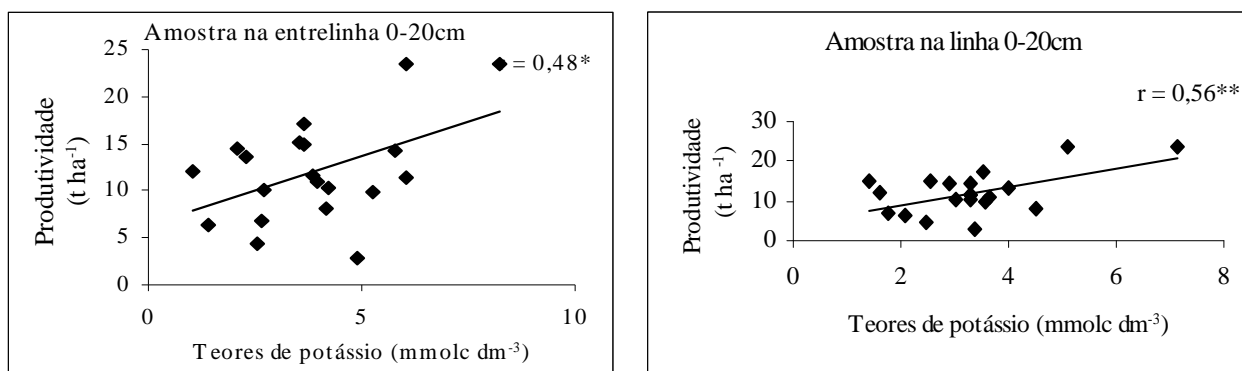 Amostra na entrelinha 0-20cm
= 0,48*
25
20
15
10
5
0
0
5
10
Produtividade
(t ha-1)
Teores de potássio (mmolc dm-3)
Amostra na linha 0-20cm
r = 0,56**
30
20
10
0
0
2
4
6
8
Produtividade
(t ha -1)
Teores de potássio (mmolc dm-3)